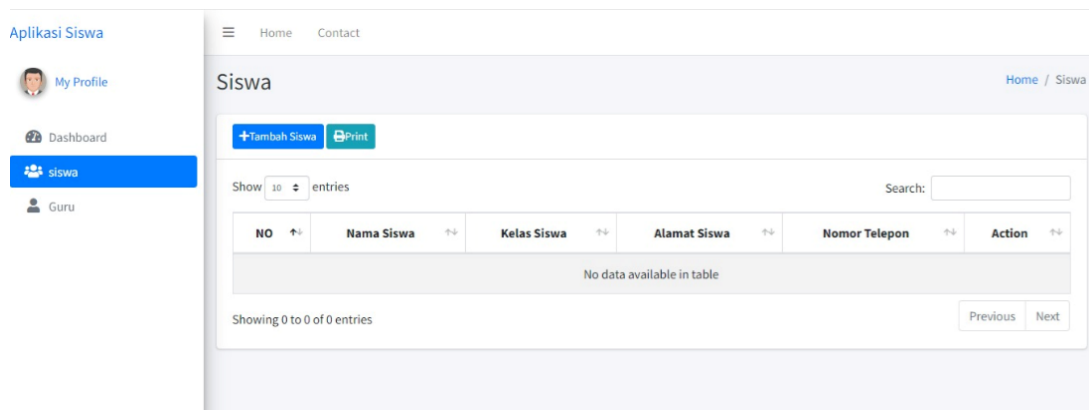 Aplikasi Siswa
Home Contact
My Profile
Dashboard
siswa
Guru
Siswa
Home / Siswa
+Tambah Siswa Print
Show 10 entries
Search:
NO Nama Siswa Kelas Siswa Alamat Siswa Nomor Telepon Action
No data available in table
Showing 0 to 0 of 0 entries
Previous Next